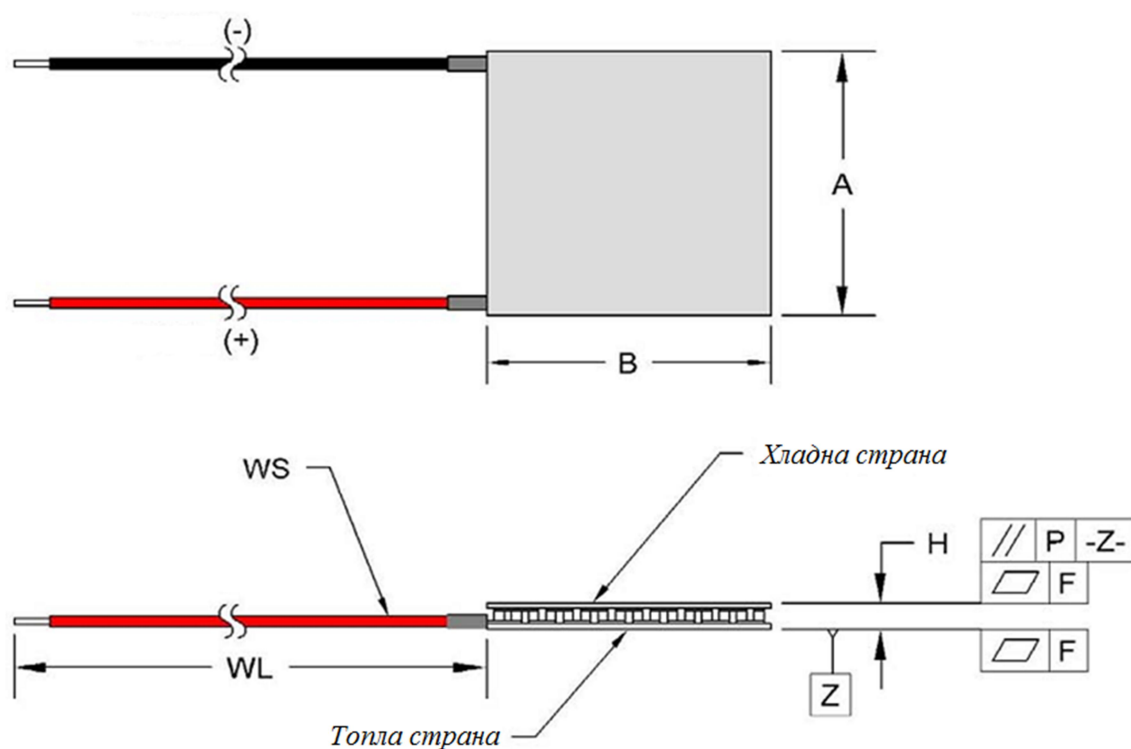 (-)
A
(+)
B
WS
Хладна страна
H
// P -Z-
F
F
WL
Z
Топла страна